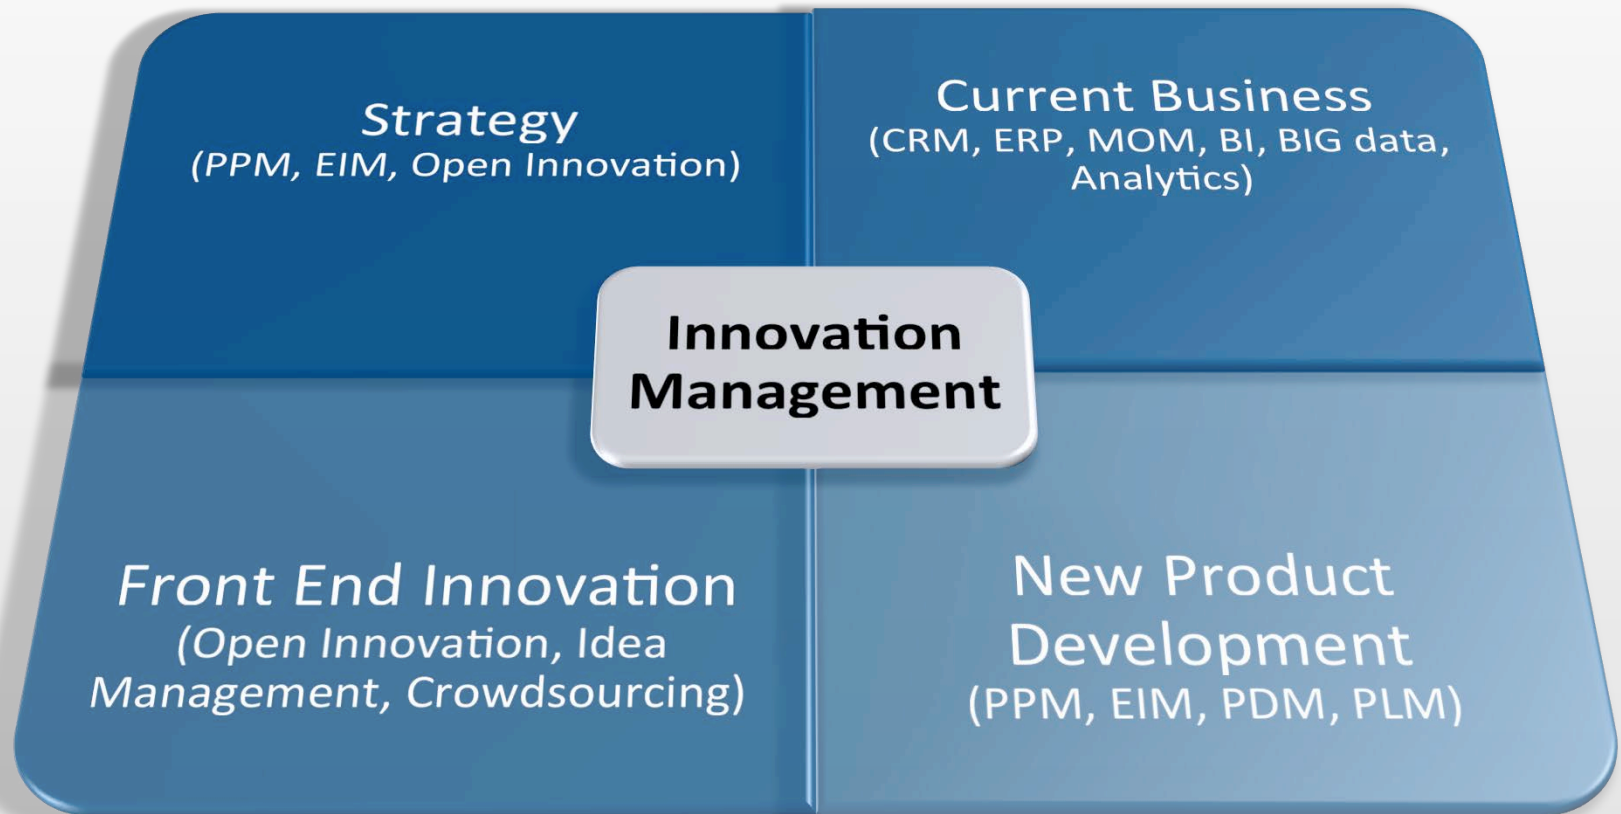 Strategy
(PPM, EIM, Open Innovation)
Current Business
(CRM, ERP, MOM, BI, BIG data,
Analytics)
Innovation
Management
Front End Innovation
(Open Innovation, Idea
Management, Crowdsourcing)
New Product
Development
(PPM, EIM, PDM, PLM)